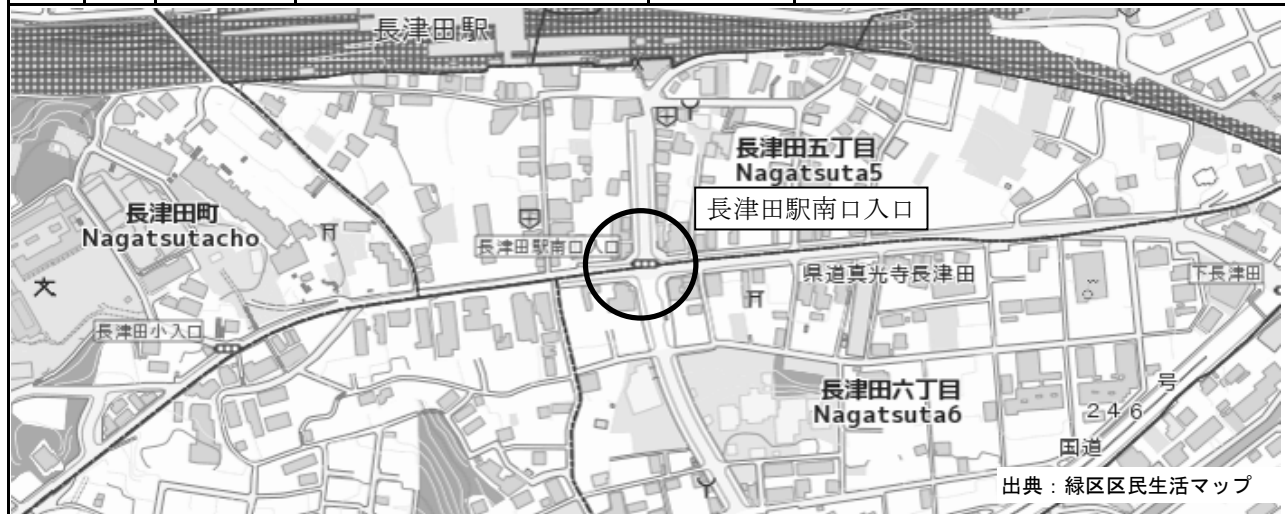 長津田駅
長津田五丁目
Nagatsuta5
長津田駅南口入口
長津田町
Nagatsutacho
長津田駅南口入口
県道真光寺長津田
下長津田
文
長津田小入口
長津田六丁目
Nagatsuta6
号
246
国道
出典：緑区区民生活マップ